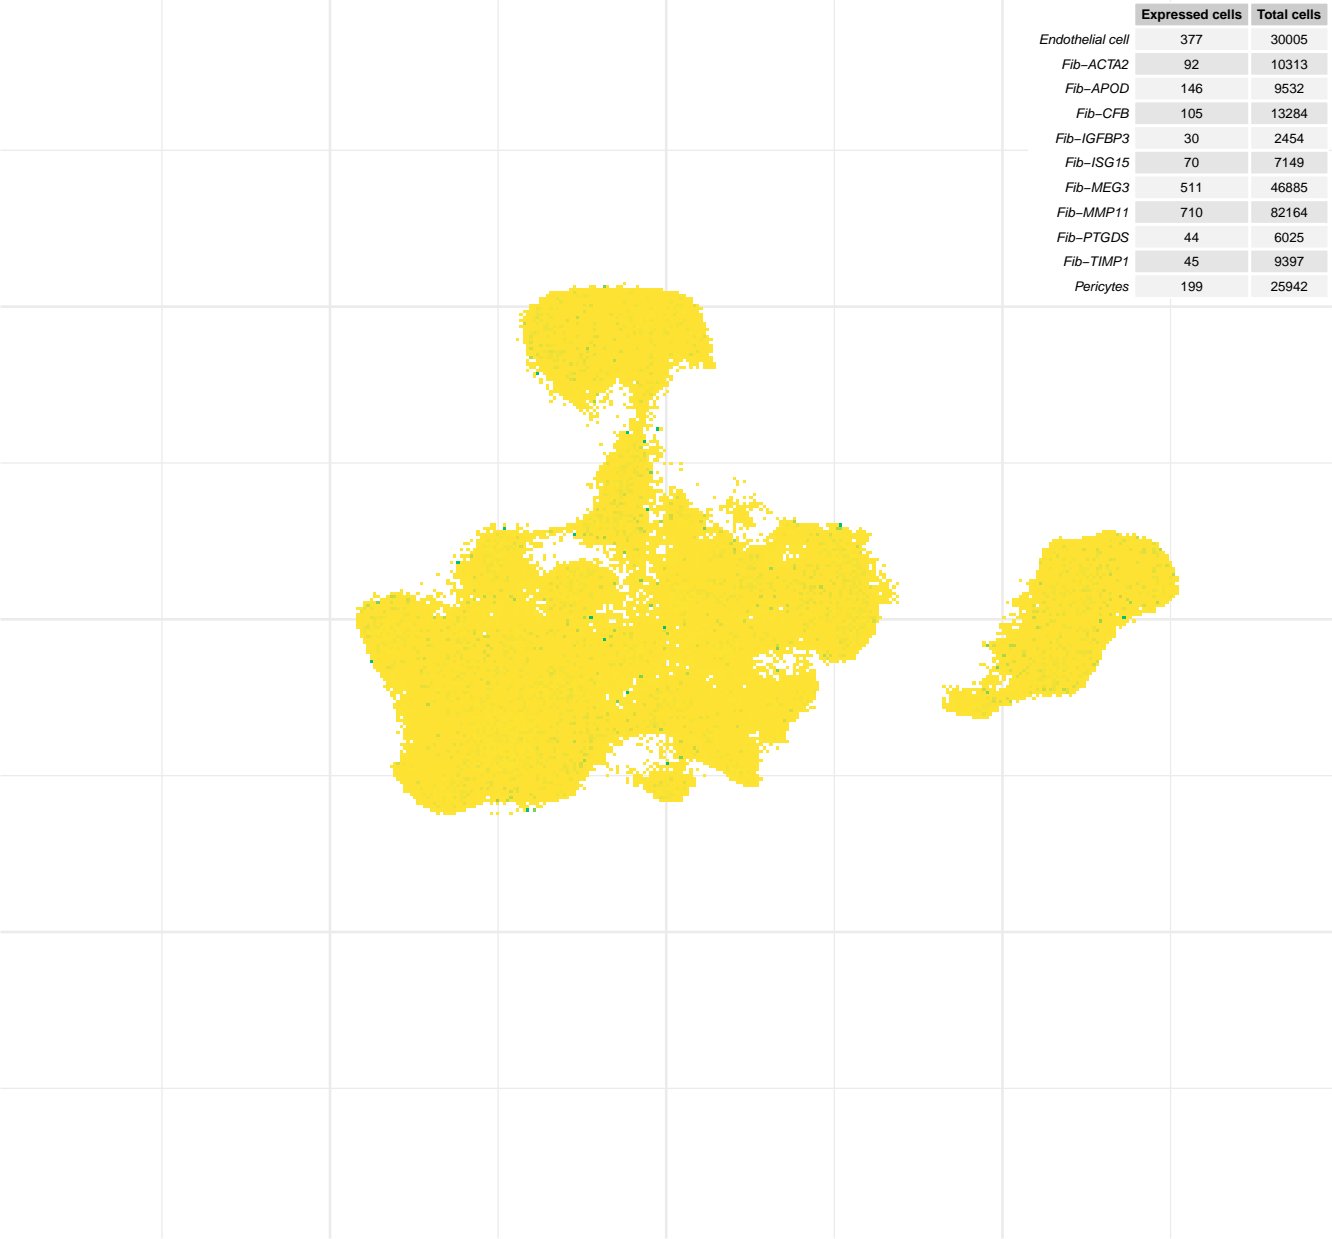 Expressed cells Total cells
Endothelial cell 377 30005
Fib−ACTA2 92 10313
Fib−APOD 146 9532
Fib−CFB 105 13284
Fib−IGFBP3 30 2454
Fib−ISG15 70 7149
Fib−MEG3 511 46885
Fib−MMP11 710 82164
Fib−PTGDS 44 6025
Fib−TIMP1 45 9397
Pericytes 199 25942